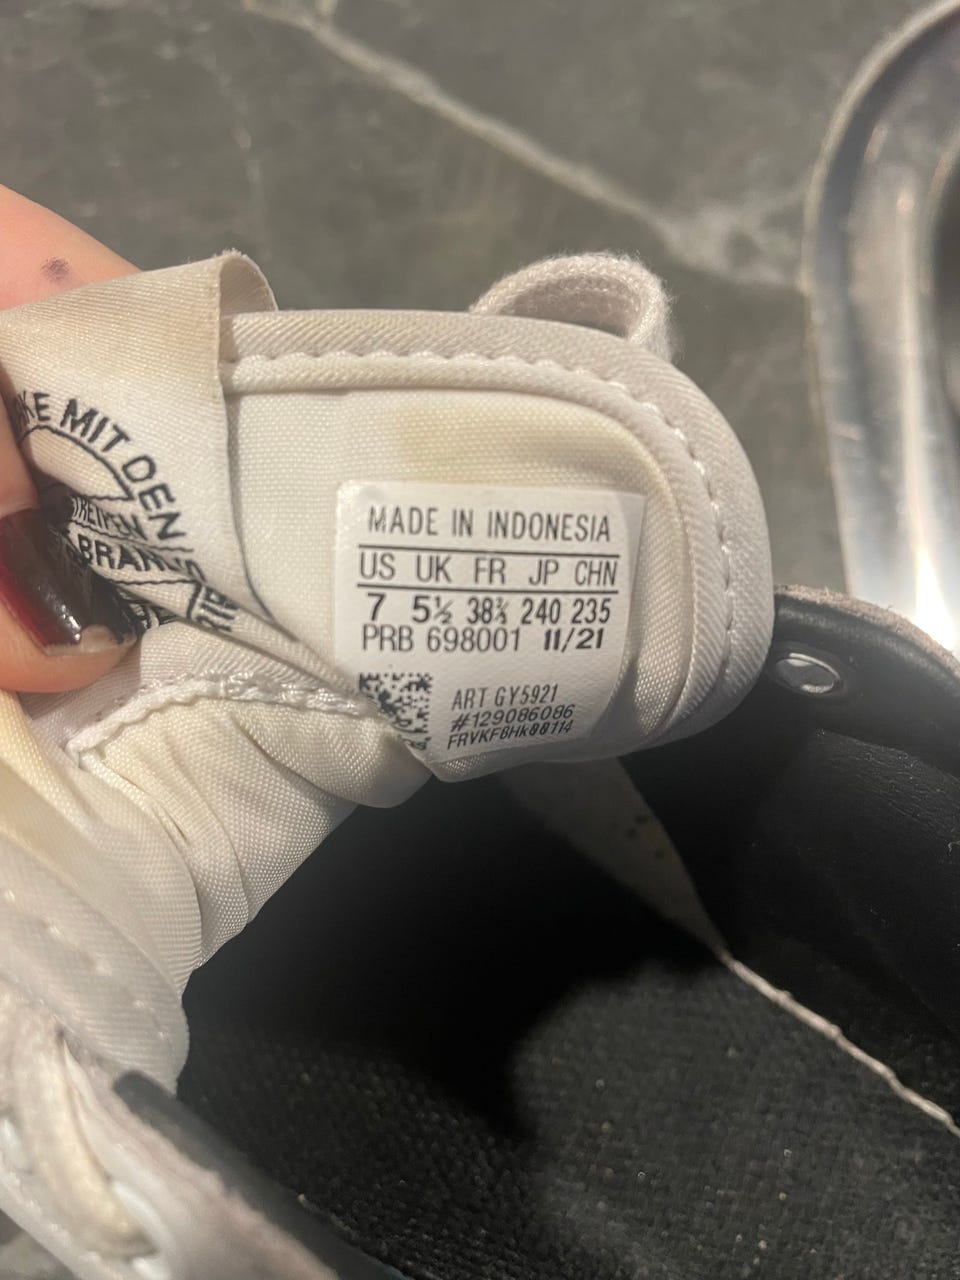 MIT DEN
MADE IN INDONESIA
US UK FR JP CHN
7 5½ 38⅔ 240 235
PRB 698001 11/21
ART GY5921
#129086086
FRVKF8HK00114